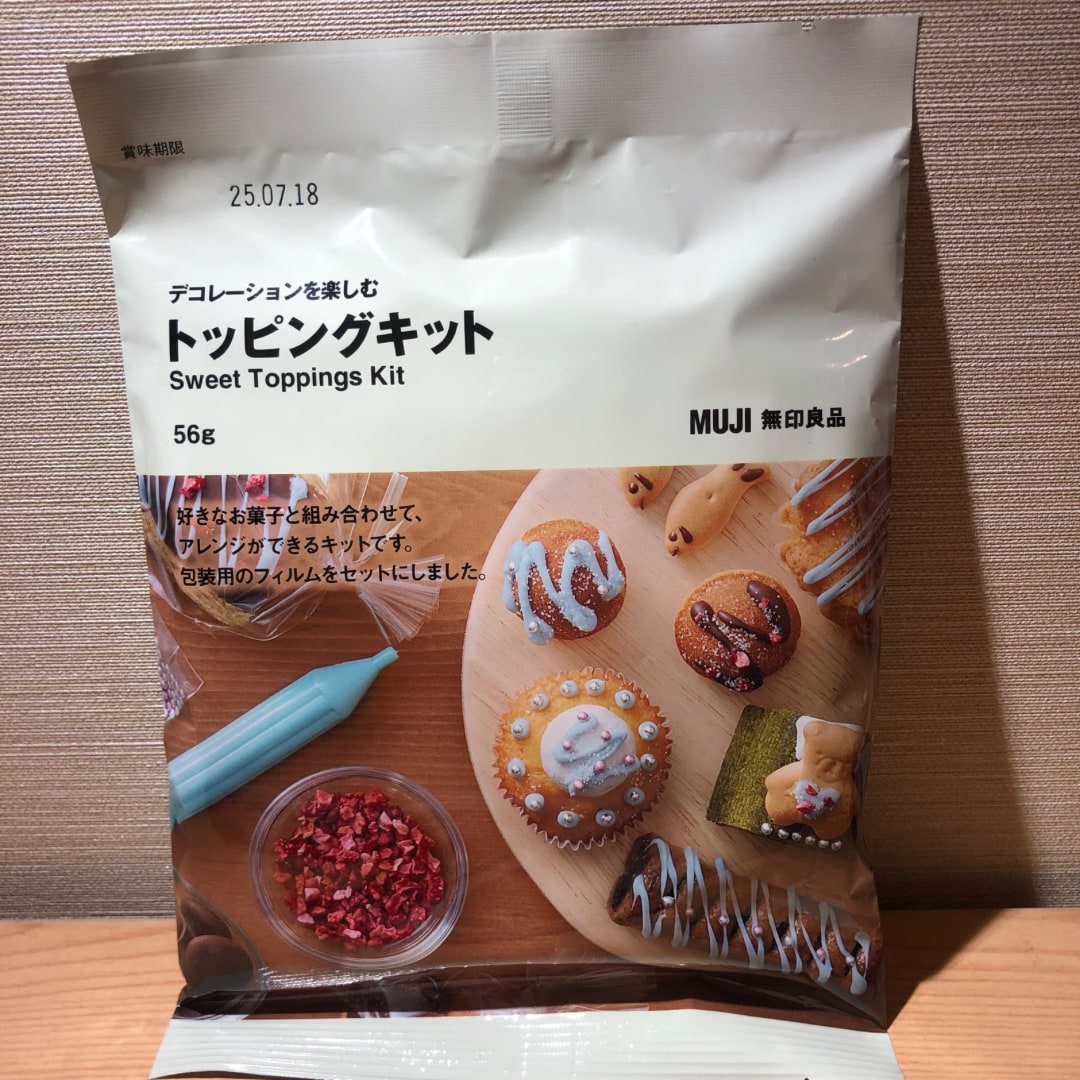 賞味期限
25.07.18
デコレーションを楽しむ
トッピングキット
Sweet Toppings Kit
56g
MUJI 無印良品
好きなお菓子と組み合わせて、
アレンジができるキットです。
包装用のフィルムをセットにしました。